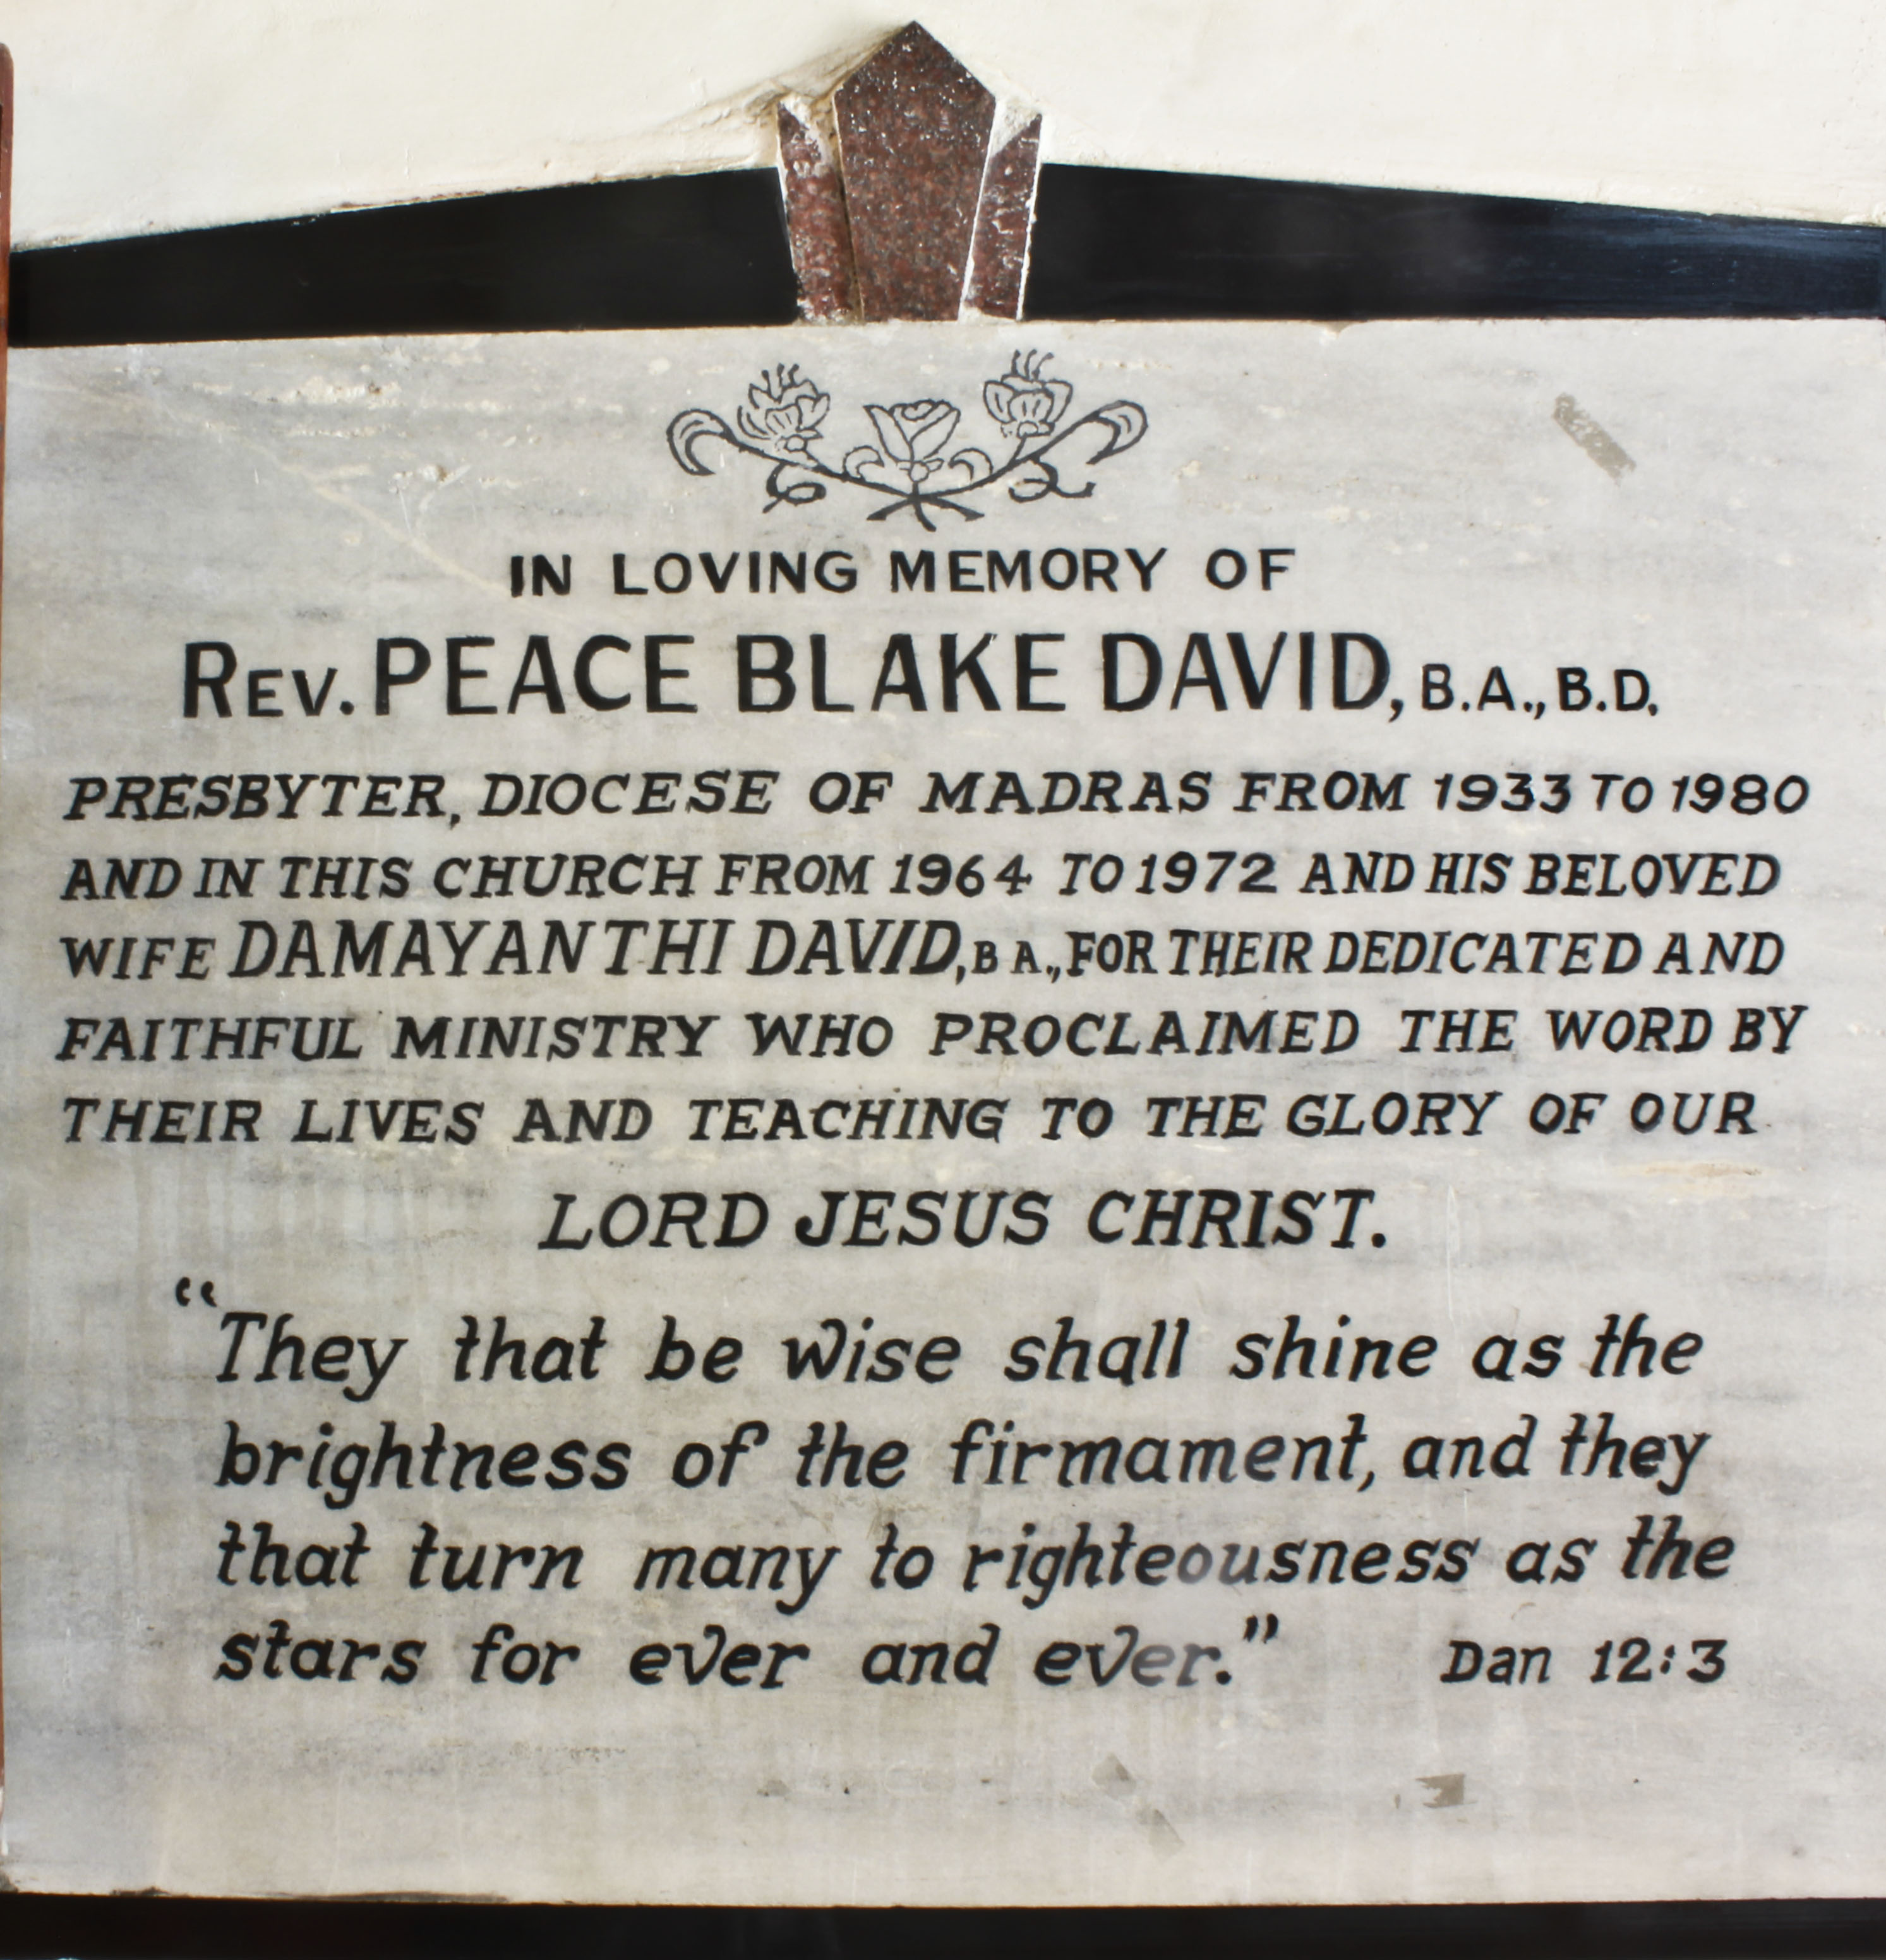 IN LOVING MEMORY OF
REV. PEACE BLAKE DAVID, B.A., B.D.
PRESBYTER, DIOCESE OF MADRAS FROM 1933 TO 1980
AND IN THIS CHURCH FROM 1964 TO 1972 AND HIS BELOVED
WIFE DAMAYANTHI DAVID, B A., FOR THEIR DEDICATED AND
FAITHFUL MINISTRY WHO PROCLAIMED THE WORD BY
THEIR LIVES AND TEACHING TO THE GLORY OF OUR
LORD JESUS CHRIST.
“They that be wise shall shine as the
brightness of the firmament, and they
that turn many to righteousness as the
stars for ever and ever.” Dan 12:3